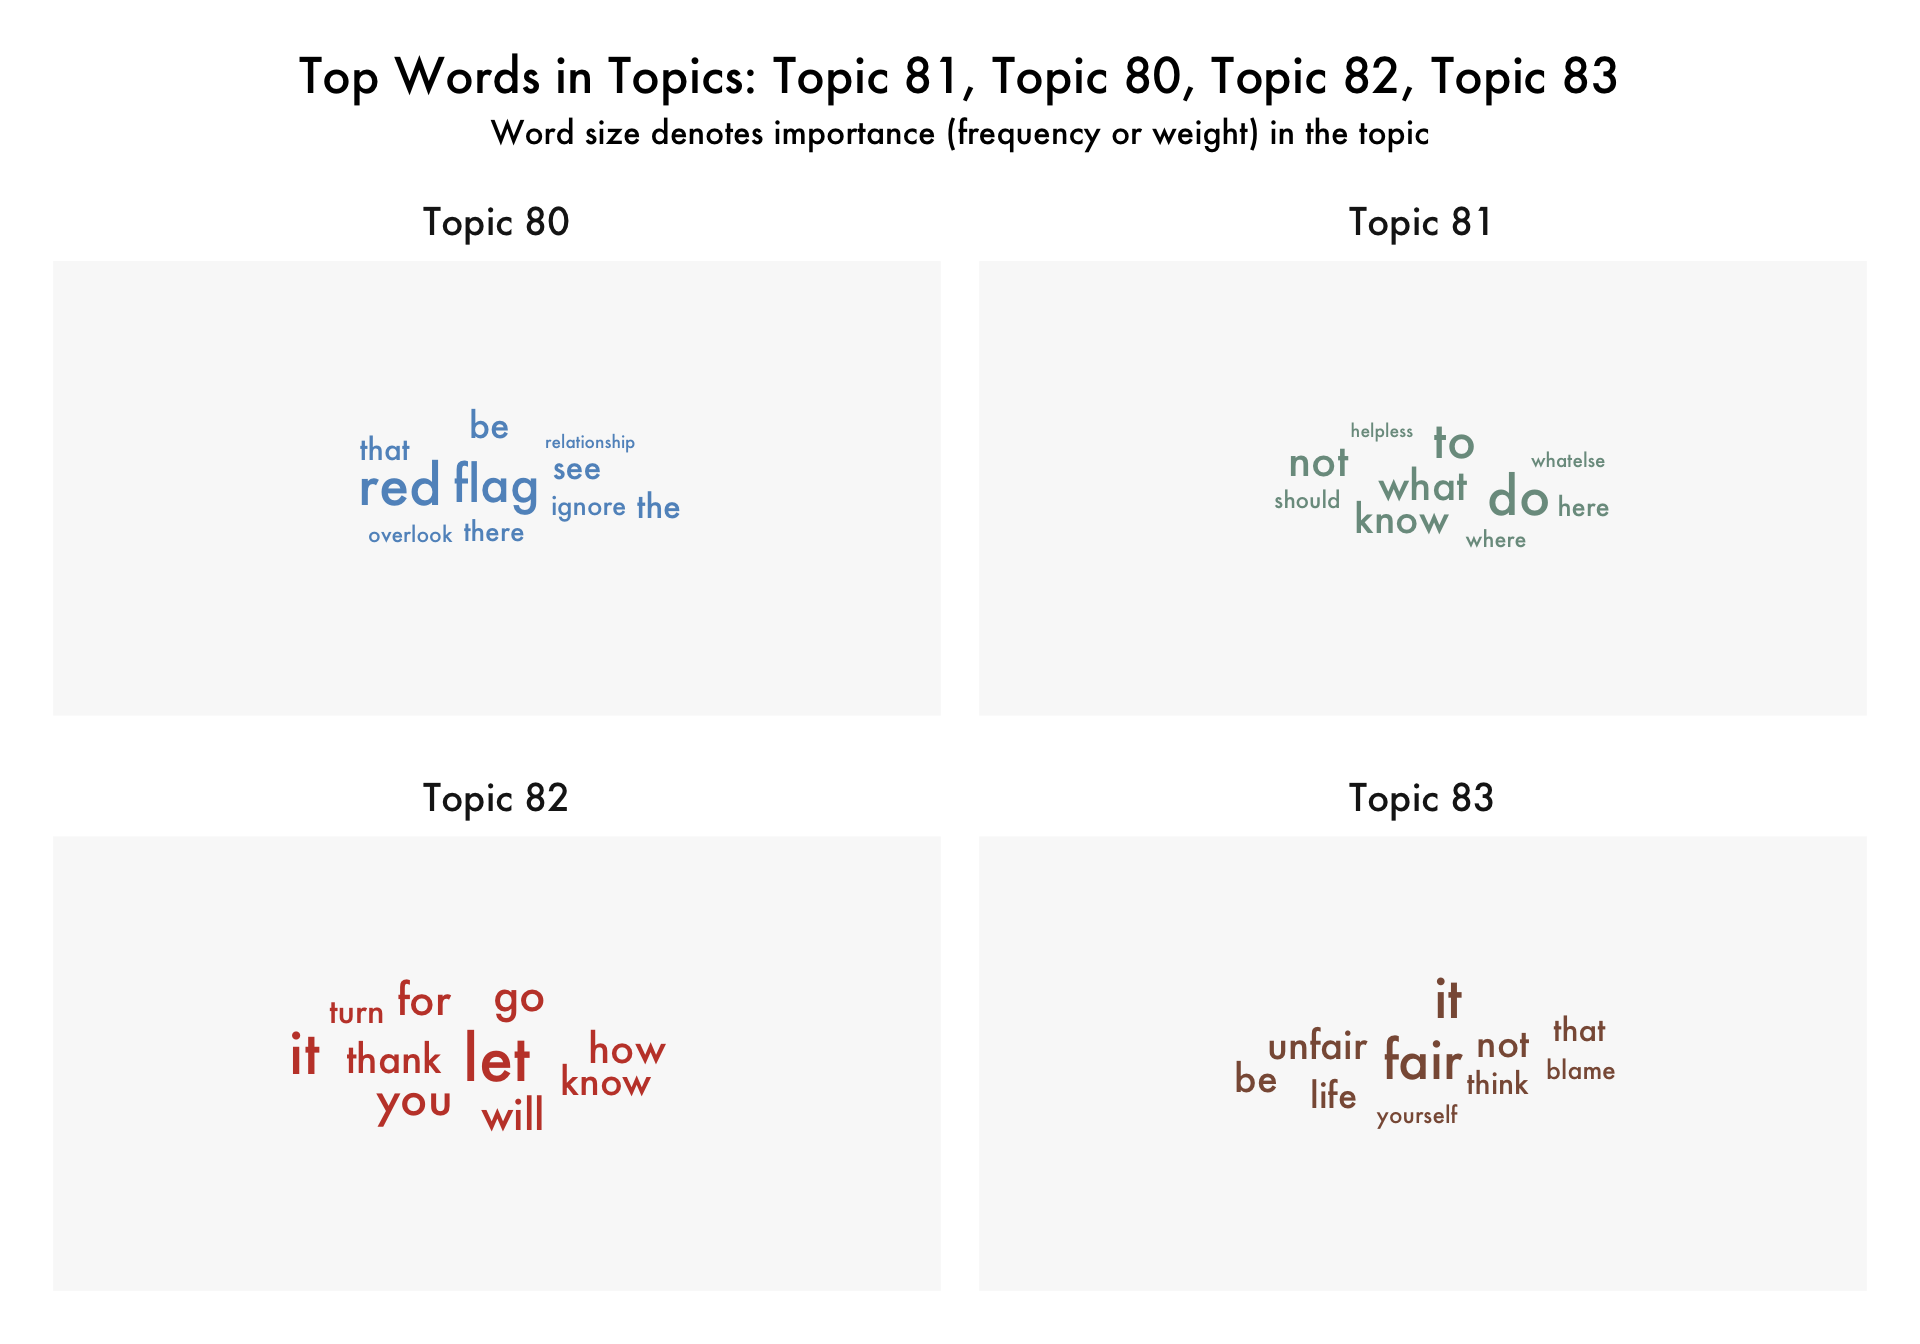 Top Words in Topics: Topic 81, Topic 80, Topic 82, Topic 83
Word size denotes importance (frequency or weight) in the topic
Topic 80
be
that
relationship
red flag
see
ignore the
overlook there
Topic 81
helpless
to
not
whatelse
what
should
do
here
know
where
Topic 82
turn
for
go
it
thank
let
how
know
you
will
Topic 83
it
unfair
fair
not
that
be
life
think
blame
yourself